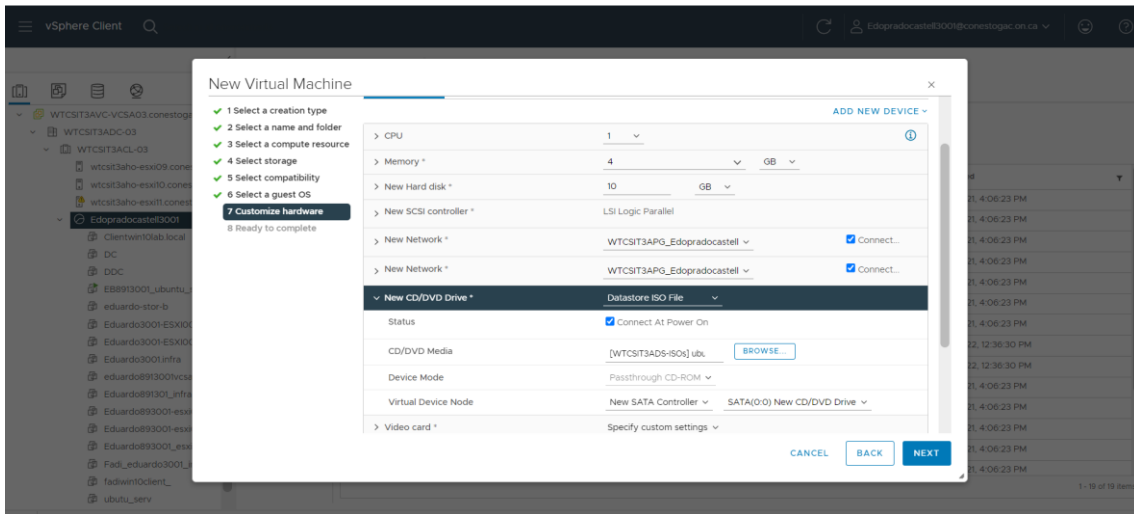 vSphere Client
Edopradocastell3001@conestogac.on.ca
WTCSIT3AVC-VCSA03.conestoga
WTCSIT3ADC-03
WTCSIT3ACL-03
wtcsit3aho-esxi09.cone
wtcsit3aho-esxi10.cones
wtcsit3aho-esxi11.conest
Edopradocastell3001
Clientwin10lab.local
DC
DDC
EB8913001_ubuntu_s
eduardo-stor-b
Eduardo3001-ESXI0
Eduardo3001-ESXI0
Eduardo3001.infra
eduardo8913001vcsa
Eduardo891301_infra
Eduardo893001-esxi
Eduardo893001-esxi
Eduardo893001_esxi
Fadi_eduardo3001_
fadiwin10client_
ubutu_serv
New Virtual Machine
1 Select a creation type
2 Select a name and folder
3 Select a compute resource
4 Select storage
5 Select compatibility
6 Select a guest OS
7 Customize hardware
8 Ready to complete
ADD NEW DEVICE
CPU 1
Memory * 4 GB
New Hard disk * 10 GB
New SCSI controller * LSI Logic Parallel
New Network * WTCSIT3APG_Edopradocastell Connect...
New Network * WTCSIT3APG_Edopradocastell Connect...
New CD/DVD Drive * Datastore ISO File
Status Connect At Power On
CD/DVD Media [WTCSIT3ADS-ISOs] ubu BROWSE...
Device Mode Passthrough CD-ROM
Virtual Device Node New SATA Controller SATA(0:0) New CD/DVD Drive
Video card * Specify custom settings
CANCEL BACK NEXT
ed
21, 4:06:23 PM
21, 4:06:23 PM
21, 4:06:23 PM
21, 4:06:23 PM
21, 4:06:23 PM
21, 4:06:23 PM
21, 4:06:23 PM
22, 12:36:30 PM
22, 12:36:30 PM
21, 4:06:23 PM
21, 4:06:23 PM
21, 4:06:23 PM
21, 4:06:23 PM
21, 4:06:23 PM
1 - 19 of 19 items